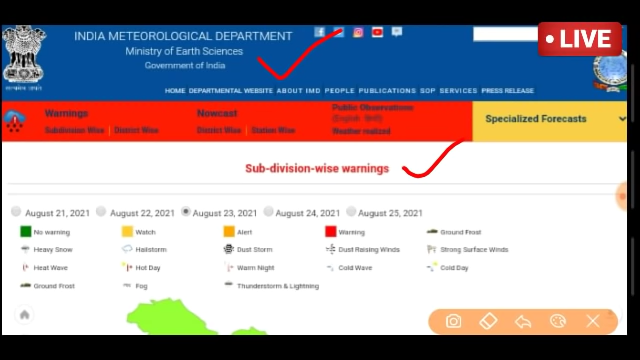 INDIA METEOROLOGICAL DEPARTMENT
Ministry of Earth Sciences
Government of India
LIVE
HOME DEPARTMENTAL WEBSITE ABOUT IMD PEOPLE PUBLICATIONS SOP SERVICES PRESS RELEASE
Warnings
Subdivision Wise | District Wise
Nowcast
District Wise | Station Wise
Public Observations
Weather realized
Specialized Forecasts
Sub-division-wise warnings
August 21, 2021 August 22, 2021 August 23, 2021 August 24, 2021 August 25, 2021
No warning Watch Alert Warning Ground Frost
Heavy Snow Hailstorm Dust Storm Dust Raising Winds Strong Surface Winds
Heat Wave Hot Day Warm Night Cold Wave Cold Day
Ground Frost Fog Thunderstorm & Lightning